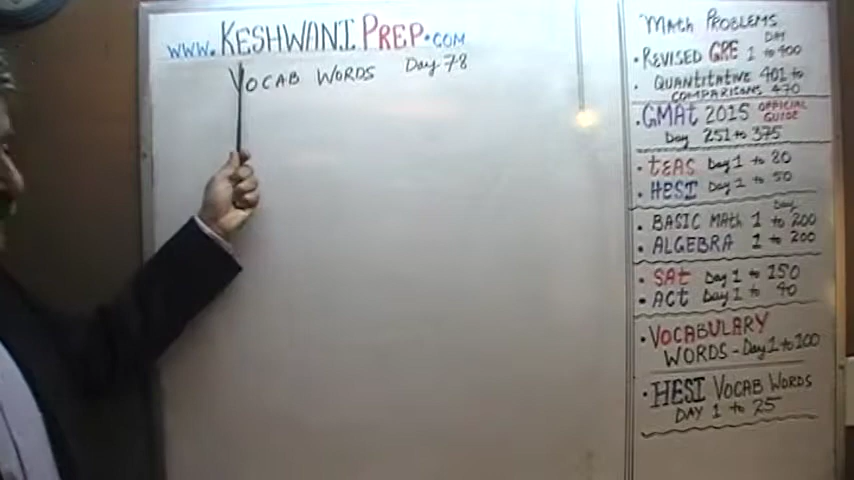 www.KESHWANI PREP.COM
VOCAB WORDS Day 78
MATH PROBLEMS
DAY
• REVISED GRE 1 to 400
• QUANTITATIVE 401 to
COMPARISONS 470
• GMAT 2015 OFFICIAL GUIDE
Day 251 to 375
• TEAS Day 1 to 20
• HESI Day 1 to 50
Day
• BASIC MATH 1 to 200
• ALGEBRA 1 to 200
• SAT Day 1 to 150
• ACT Day 1 to 40
• VOCABULARY
WORDS - Day 1 to 100
• HESI VOCAB WORDS
DAY 1 to 25